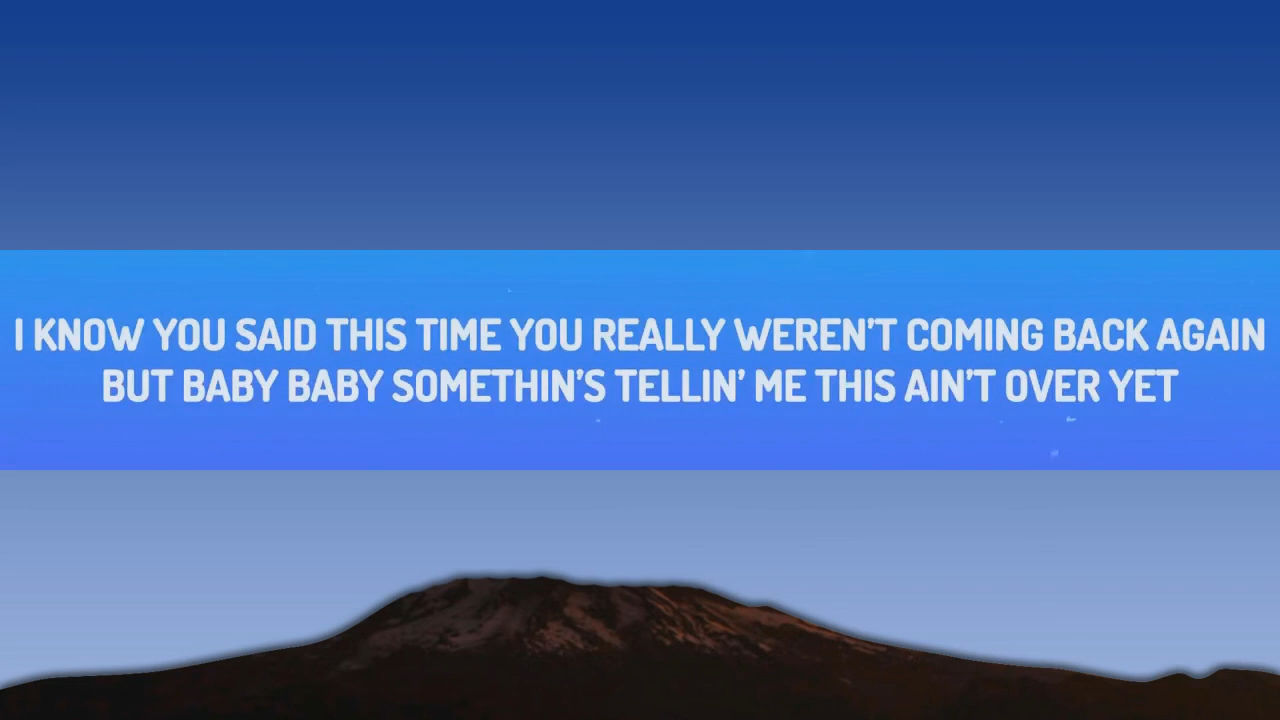 I KNOW YOU SAID THIS TIME YOU REALLY WEREN'T COMING BACK AGAIN
BUT BABY BABY SOMETHIN'S TELLIN' ME THIS AIN'T OVER YET